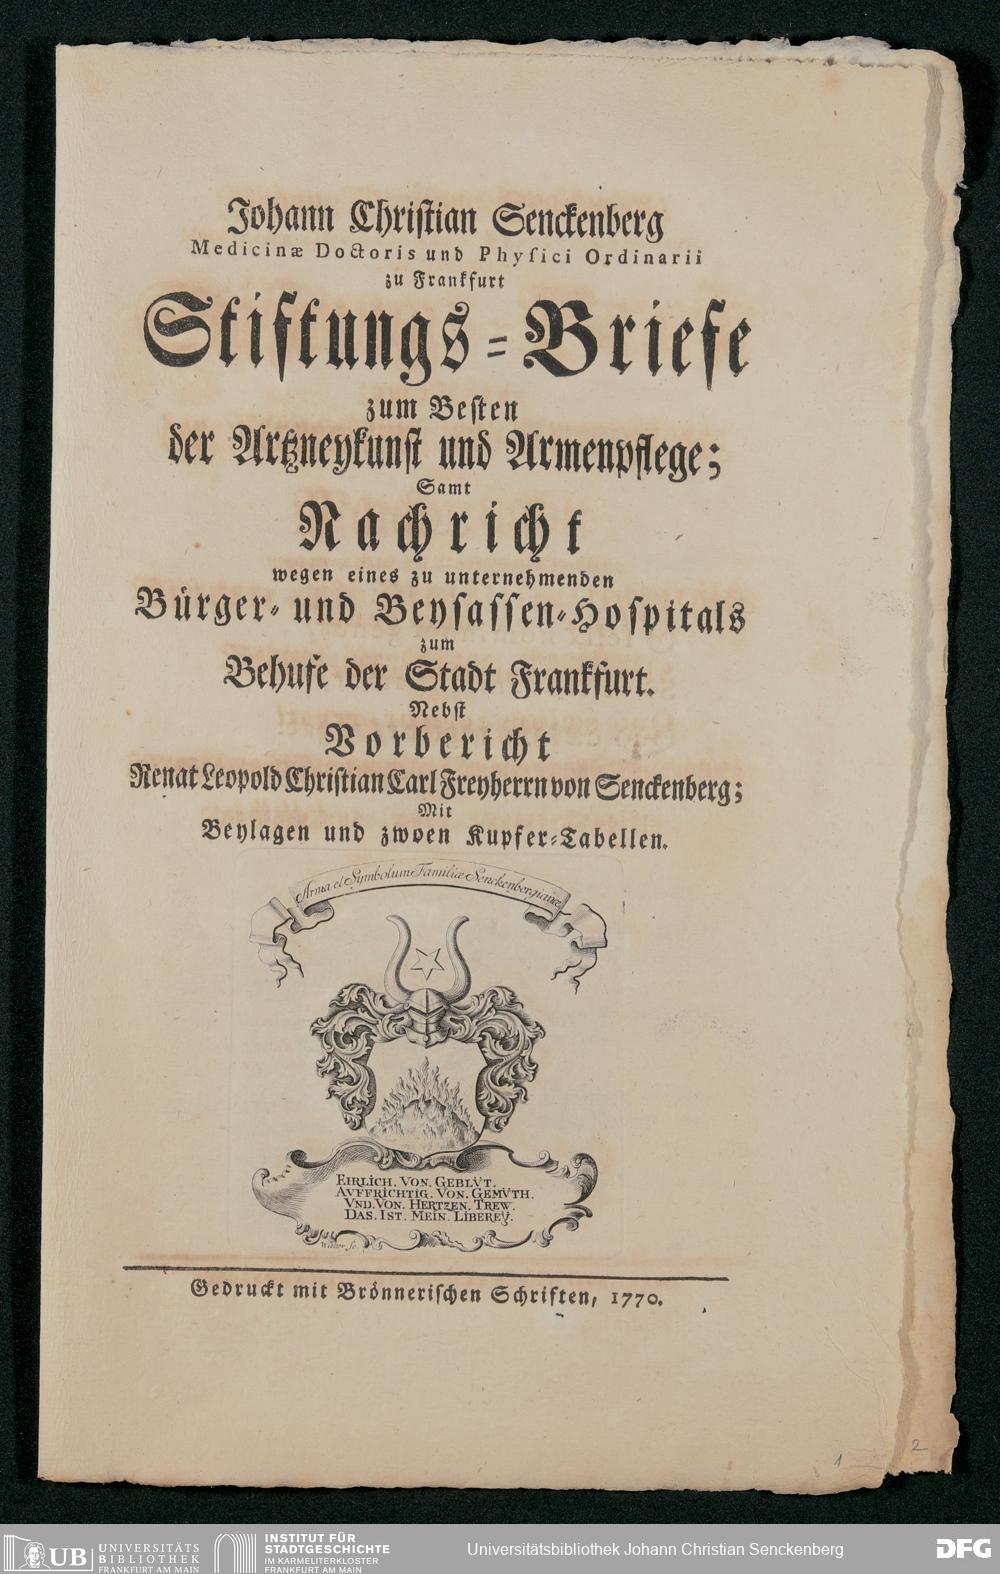 Johann Christian Senckenberg
Medicinæ Doctoris und Phyſici Ordinarii
zu Frankfurt
Stiftungs=Briefe
zum Beſten
der Artzneykunſt und Armenpflege;
Samt
Nachricht
wegen eines zu unternehmenden
Bürger= und Beyſaſſen=Hoſpitals
zum
Behufe der Stadt Frankfurt.
Nebſt
Vorbericht
Renat Leopold Chriſtian Carl Freyherrn von Senckenberg;
Mit
Beylagen und zwoen Kupfer=Tabellen.
Arma et Symbolum Familiæ Senckenbergianæ
EHRLICH. VON. GEBLVT.
AVFFRICHTIG. VON. GEMVTH.
VND. VON. HERTZEN. TREW.
DAS. IST. MEIN. LIBEREY.
Gedruckt mit Brönneriſchen Schriften, 1770.
1
2
UB UNIVERSITÄTS
BIBLIOTHEK
FRANKFURT AM MAIN
INSTITUT FÜR
STADTGESCHICHTE
IM KARMELITERKLOSTER
FRANKFURT AM MAIN
Universitätsbibliothek Johann Christian Senckenberg
DFG